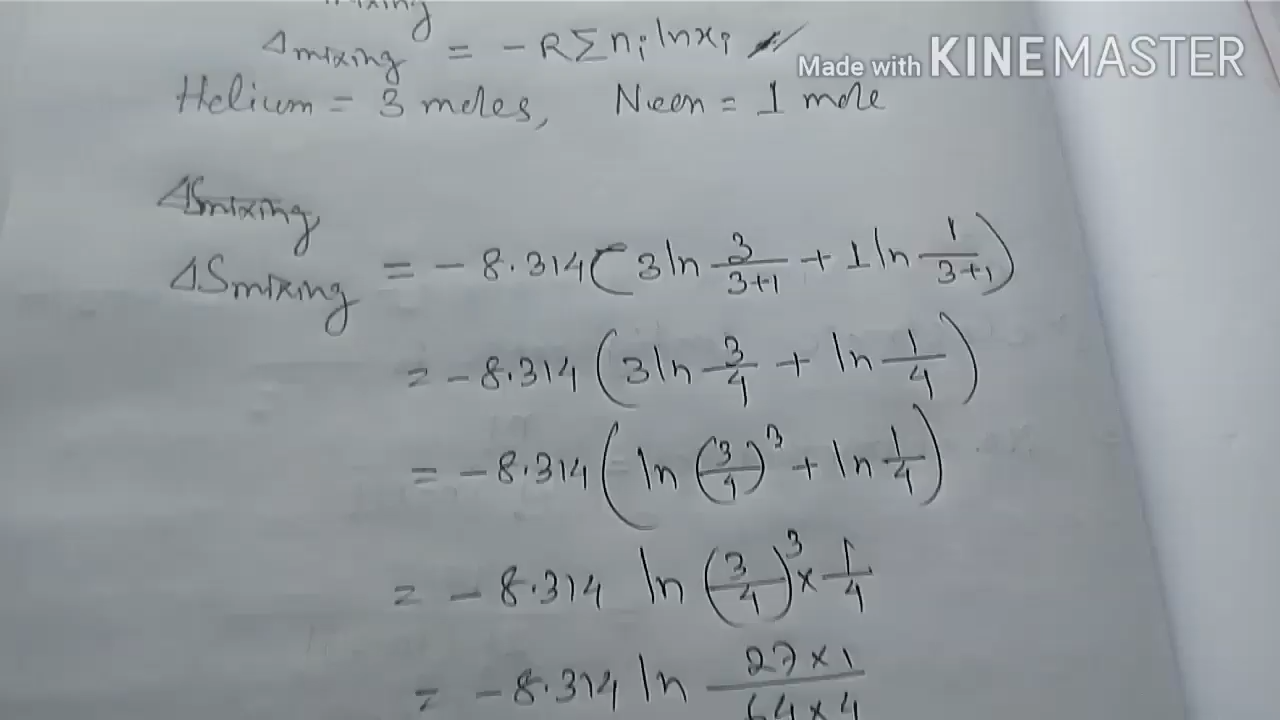 mixing
Δmixing = -RΣnᵢlnxᵢ
Made with KINEMASTER
Helium = 3 moles, Neon = 1 mole
ΔSmixing
ΔSmixing = -8.314(3ln 3/(3+1) + 1ln 1/(3+1))
= -8.314(3ln 3/4 + ln 1/4)
= -8.314(ln(3/4)³ + ln 1/4)
= -8.314 ln(3/4)³ × 1/4
= -8.314 ln (27×1)/(64×4)